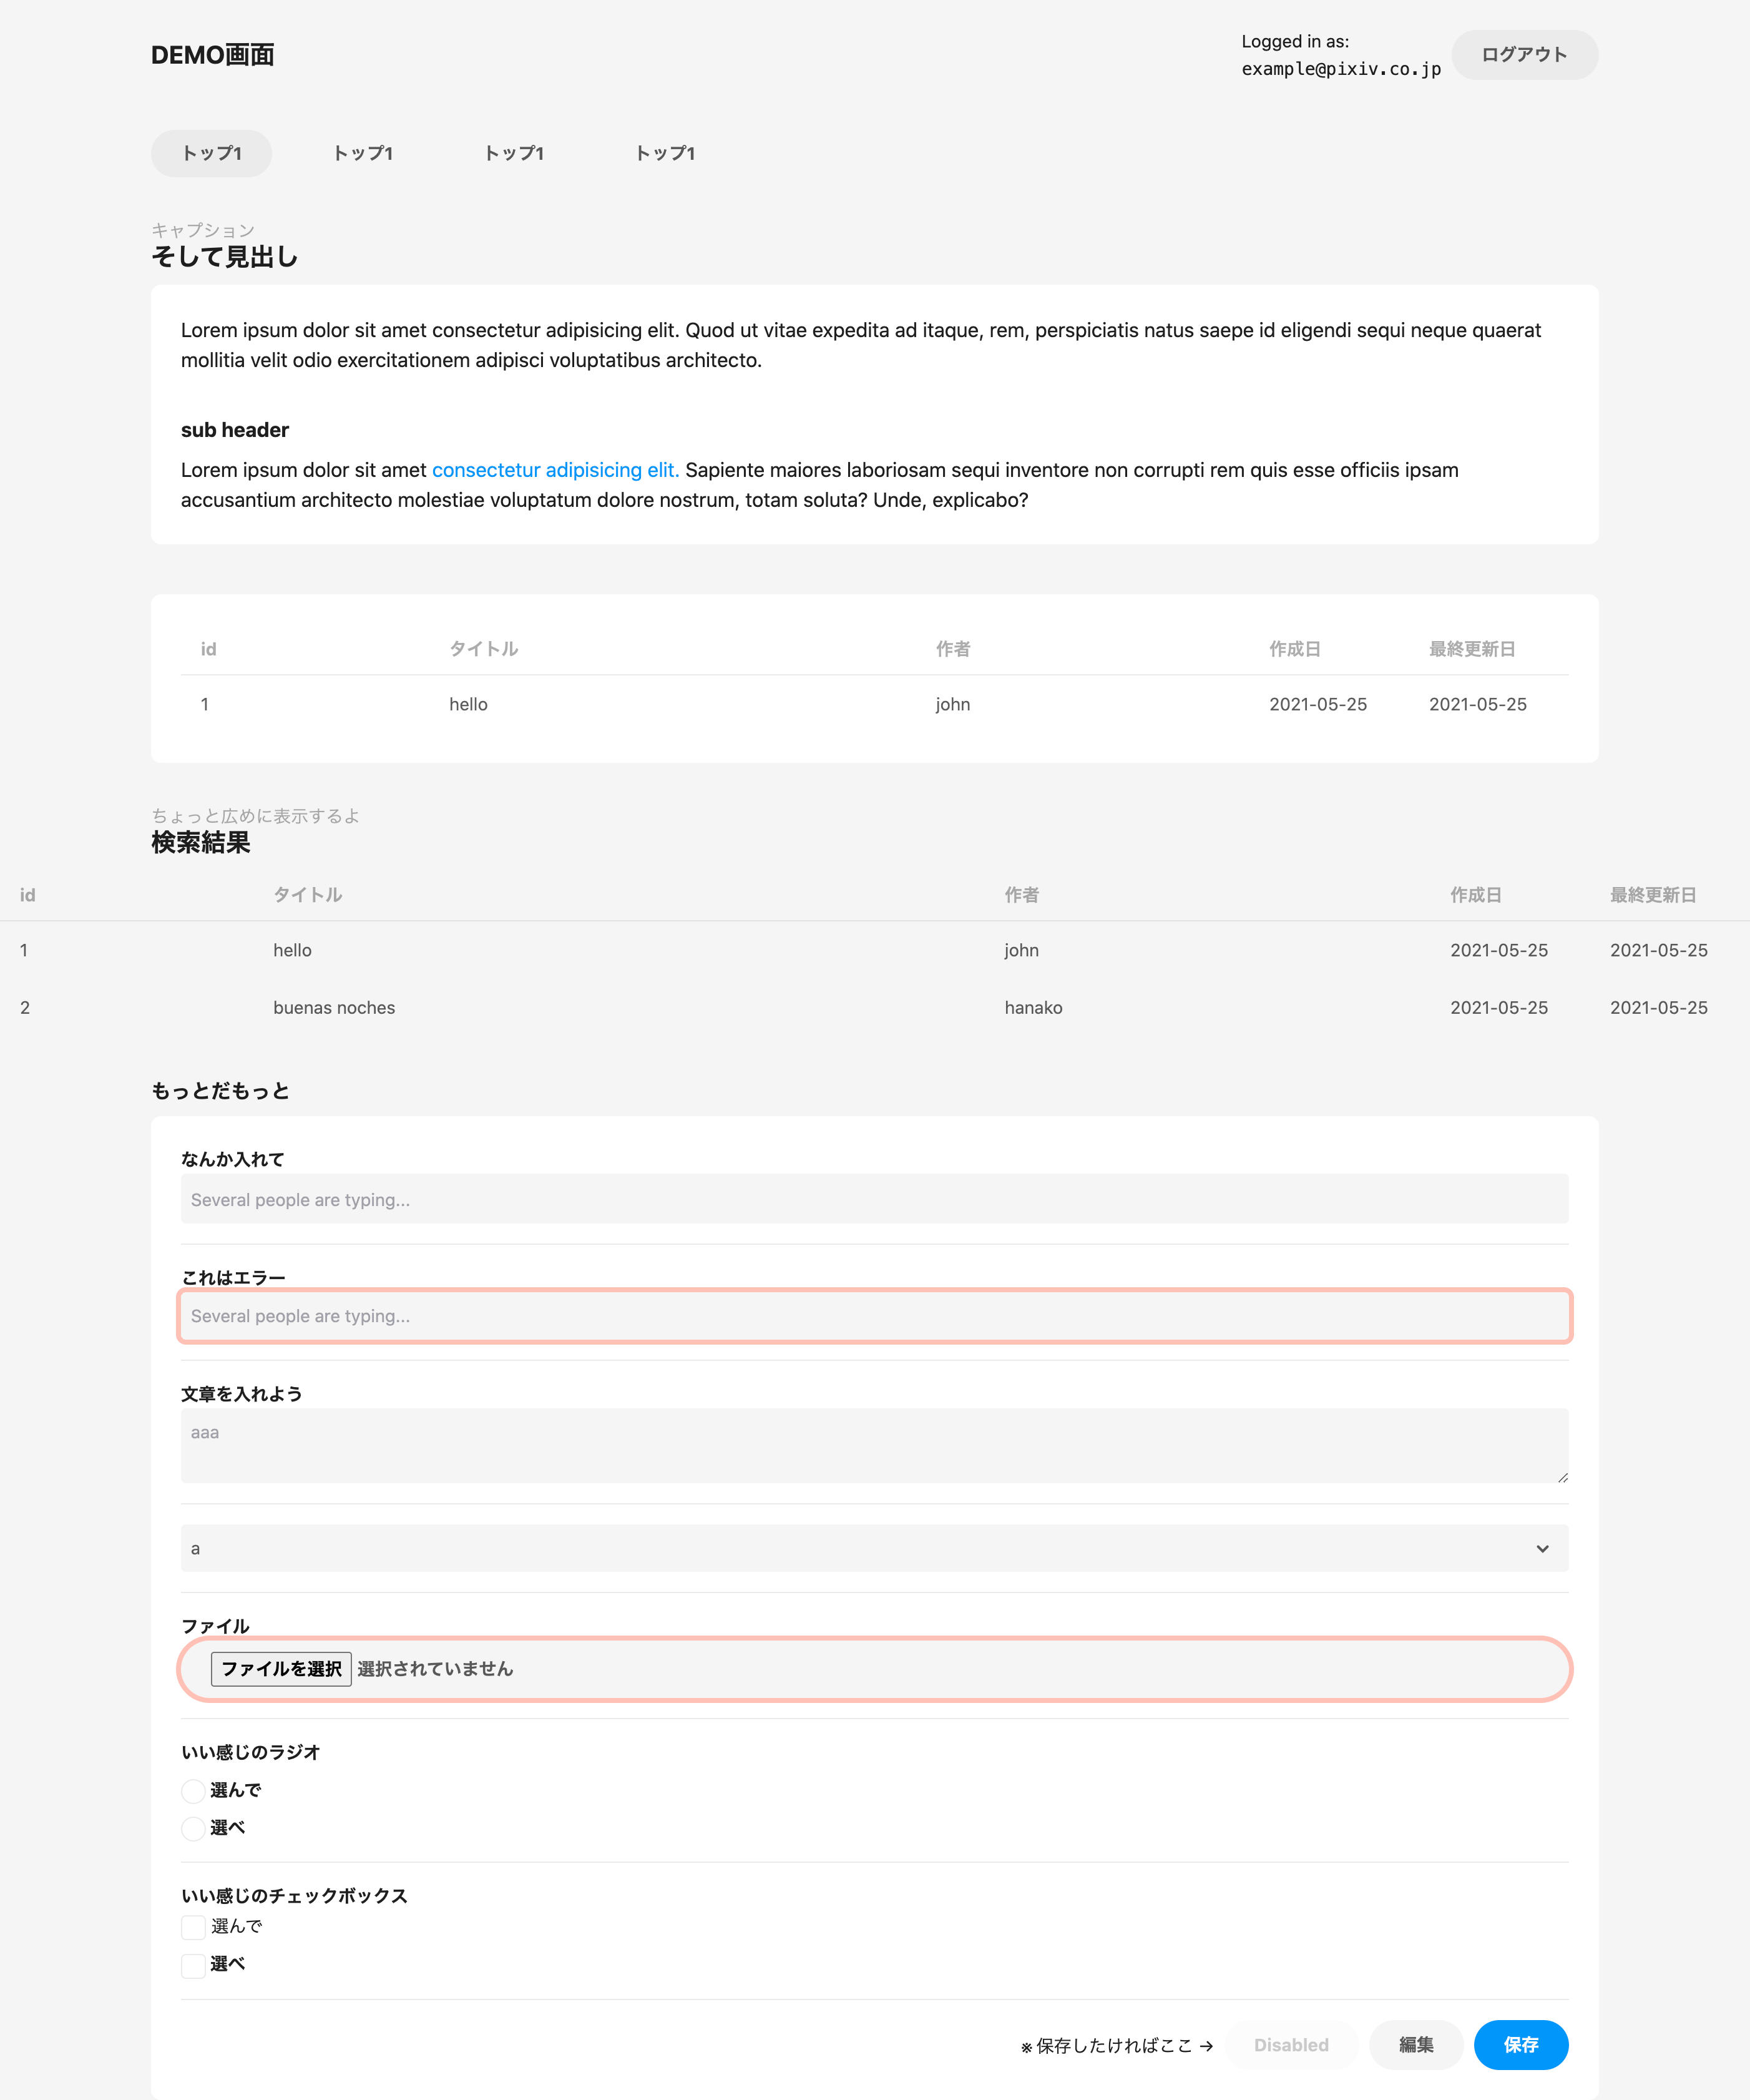 DEMO画面
Logged in as:
example@pixiv.co.jp
ログアウト
トップ1 トップ1 トップ1 トップ1
キャプション
そして見出し
Lorem ipsum dolor sit amet consectetur adipisicing elit. Quod ut vitae expedita ad itaque, rem, perspiciatis natus saepe id eligendi sequi neque quaerat
mollitia velit odio exercitationem adipisci voluptatibus architecto.
sub header
Lorem ipsum dolor sit amet consectetur adipisicing elit. Sapiente maiores laboriosam sequi inventore non corrupti rem quis esse officiis ipsam
accusantium architecto molestiae voluptatum dolore nostrum, totam soluta? Unde, explicabo?
id タイトル 作者 作成日 最終更新日
1 hello john 2021-05-25 2021-05-25
ちょっと広めに表示するよ
検索結果
id タイトル 作者 作成日 最終更新日
1 hello john 2021-05-25 2021-05-25
2 buenas noches hanako 2021-05-25 2021-05-25
もっとだもっと
なんか入れて
Several people are typing...
これはエラー
Several people are typing...
文章を入れよう
aaa
a
ファイル
ファイルを選択 選択されていません
いい感じのラジオ
選んで
選べ
いい感じのチェックボックス
選んで
選べ
※ 保存したければここ → Disabled 編集 保存